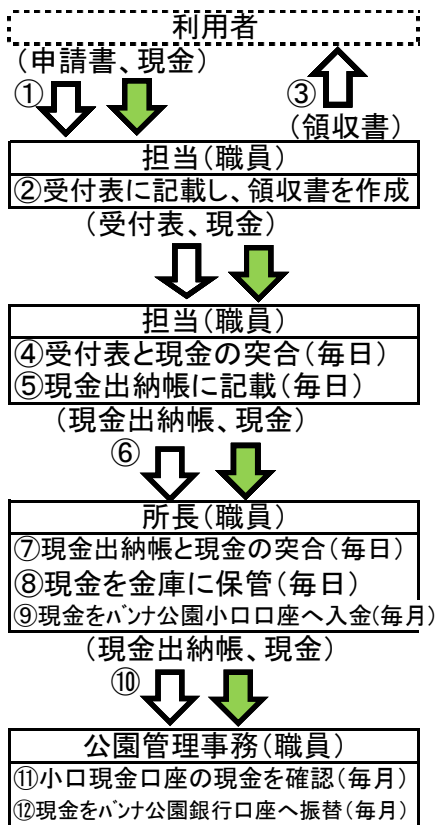 利用者
(申請書、現金)
① ③
(領収書)
担当(職員)
②受付表に記載し、領収書を作成
(受付表、現金)
担当(職員)
④受付表と現金の突合(毎日)
⑤現金出納帳に記載(毎日)
(現金出納帳、現金)
⑥
所長(職員)
⑦現金出納帳と現金の突合(毎日)
⑧現金を金庫に保管(毎日)
⑨現金をバンナ公園小口口座へ入金(毎月)
(現金出納帳、現金)
⑩
公園管理事務(職員)
⑪小口現金口座の現金を確認(毎月)
⑫現金をバンナ公園銀行口座へ振替(毎月)